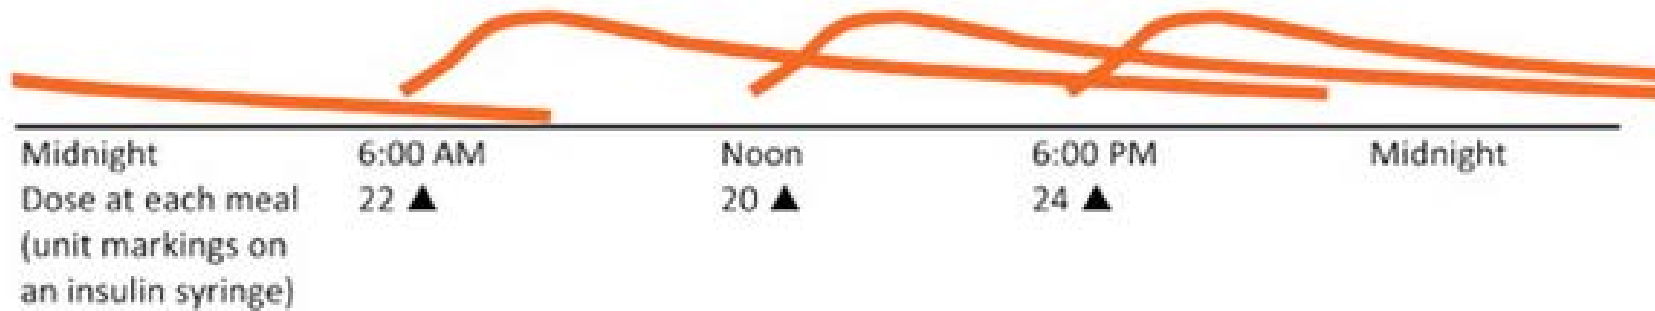 Midnight 6:00 AM Noon 6:00 PM Midnight
Dose at each meal 22 ▲ 20 ▲ 24 ▲
(unit markings on
an insulin syringe)